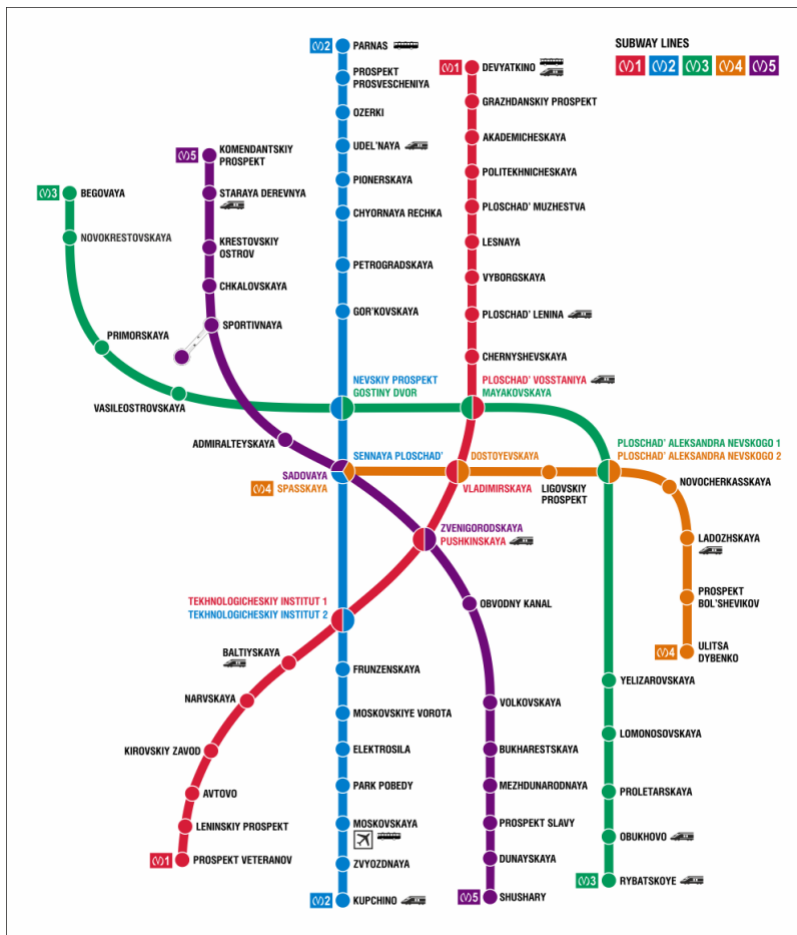 SUBWAY LINES
(V)1 (V)2 (V)3 (V)4 (V)5
(V)2 PARNAS
PROSPEKT
PROSVESCHENIYA
OZERKI
UDEL'NAYA
PIONERSKAYA
CHYORNAYA RECHKA
PETROGRADSKAYA
GOR'KOVSKAYA
NEVSKIY PROSPEKT
GOSTINY DVOR
SENNAYA PLOSCHAD'
(V)1 DEVYATKINO
GRAZHDANSKIY PROSPEKT
AKADEMICHESKAYA
POLITEKHNICHESKAYA
PLOSCHAD' MUZHESTVA
LESNAYA
VYBORGSKAYA
PLOSCHAD' LENINA
CHERNYSHEVSKAYA
PLOSCHAD' VOSSTANIYA
MAYAKOVSKAYA
(V)5 KOMENDANTSKIY
PROSPEKT
STARAYA DEREVNYA
KRESTOVSKIY
OSTROV
CHKALOVSKAYA
SPORTIVNAYA
ADMIRALTEYSKAYA
(V)3 BEGOVAYA
NOVOKRESTOVSKAYA
PRIMORSKAYA
VASILEOSTROVSKAYA
SADOVAYA
(V)4 SPASSKAYA
DOSTOYEVSKAYA
VLADIMIRSKAYA
LIGOVSKIY
PROSPEKT
PLOSCHAD' ALEKSANDRA NEVSKOGO 1
PLOSCHAD' ALEKSANDRA NEVSKOGO 2
NOVOCHERKASSKAYA
LADOZHSKAYA
PROSPEKT
BOL'SHEVIKOV
(V)4 ULITSA
DYBENKO
ZVENIGORODSKAYA
PUSHKINSKAYA
OBVODNY KANAL
VOLKOVSKAYA
BUKHARESTSKAYA
MEZHDUNARODNAYA
PROSPEKT SLAVY
DUNAYSKAYA
(V)5 SHUSHARY
TEKHNOLOGICHESKIY INSTITUT 1
TEKHNOLOGICHESKIY INSTITUT 2
BALTIYSKAYA
NARVSKAYA
KIROVSKIY ZAVOD
AVTOVO
LENINSKIY PROSPEKT
(V)1 PROSPEKT VETERANOV
FRUNZENSKAYA
MOSKOVSKIYE VOROTA
ELEKTROSILA
PARK POBEDY
MOSKOVSKAYA
ZVYOZDNAYA
(V)2 KUPCHINO
YELIZAROVSKAYA
LOMONOSOVSKAYA
PROLETARSKAYA
OBUKHOVO
(V)3 RYBATSKOYE